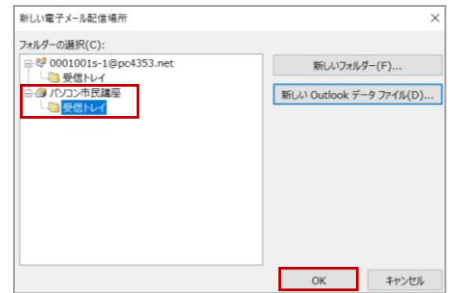 新しい電子メール配信場所
フォルダーの選択(C):
0001001s-1@pc4353.net
受信トレイ
パソコン市民講座
受信トレイ
新しいフォルダー(F)...
新しい Outlook データ ファイル(D)...
OK
キャンセル